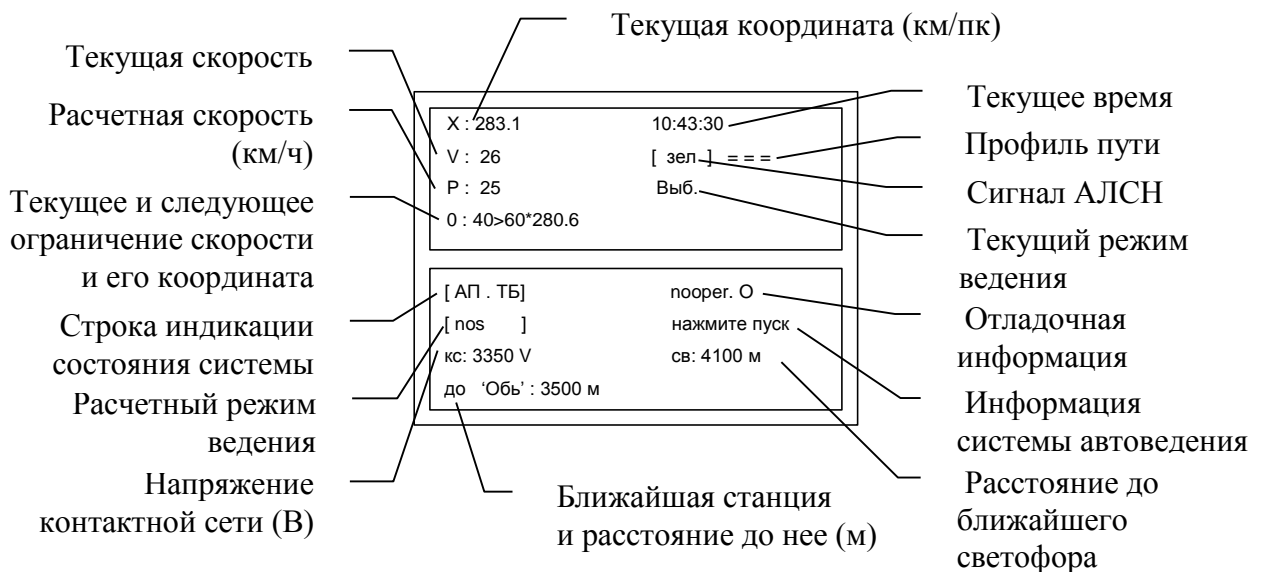 Текущая координата (км/пк)
Текущая скорость
Расчетная скорость
(км/ч)
Текущее и следующее
ограничение скорости
и его координата
Строка индикации
состояния системы
Расчетный режим
ведения
Напряжение
контактной сети (В)
X : 283.1 10:43:30
V : 26 [ зел ] = = =
P : 25 Выб.
0 : 40>60*280.6
[ АП . ТБ] nooper. O
[ nos ] нажмите пуск
кс: 3350 V св: 4100 м
до ‘Обь’ : 3500 м
Текущее время
Профиль пути
Сигнал АЛСН
Текущий режим
ведения
Отладочная
информация
Информация
системы автоведения
Расстояние до
ближайшего
светофора
Ближайшая станция
и расстояние до нее (м)